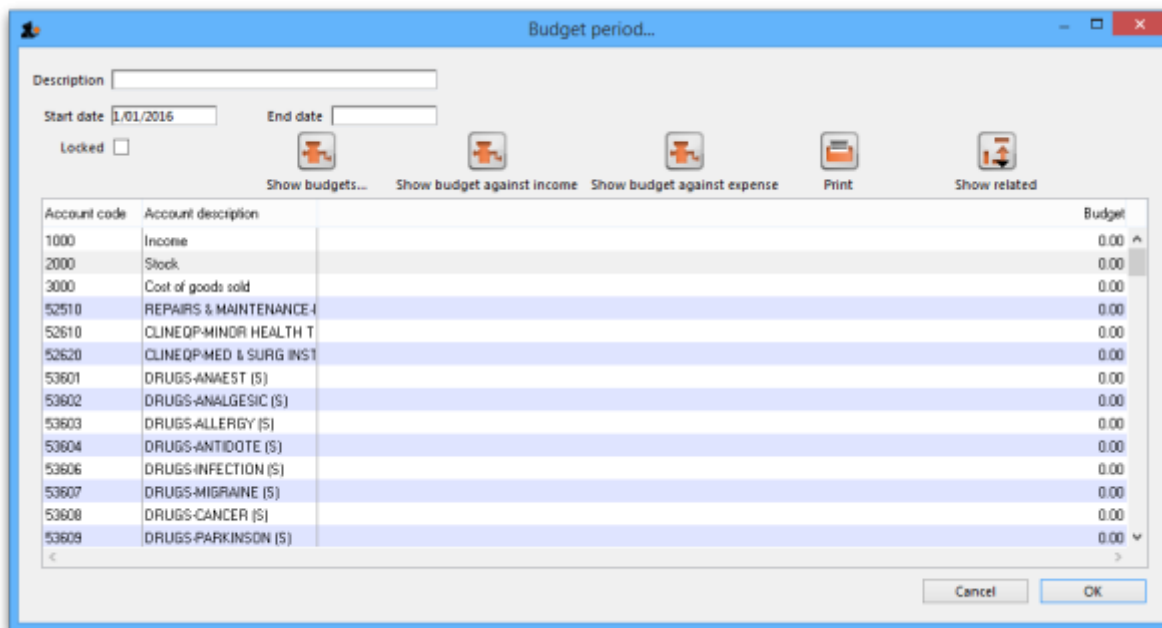 Budget period...
Description
Start date 1/01/2016 End date
Locked
Show budgets... Show budget against income Show budget against expense Print Show related
Account code Account description Budget
1000 Income 0.00
2000 Stock 0.00
3000 Cost of goods sold 0.00
52510 REPAIRS & MAINTENANCE- 0.00
52610 CLINEQP-MINOR HEALTH T 0.00
52620 CLINEQP-MED & SURG INST 0.00
53601 DRUGS-ANAEST (S) 0.00
53602 DRUGS-ANALGESIC (S) 0.00
53603 DRUGS-ALLERGY (S) 0.00
53604 DRUGS-ANTIDOTE (S) 0.00
53606 DRUGS-INFECTION (S) 0.00
53607 DRUGS-MIGRAINE (S) 0.00
53608 DRUGS-CANCER (S) 0.00
53609 DRUGS-PARKINSON (S) 0.00
Cancel OK